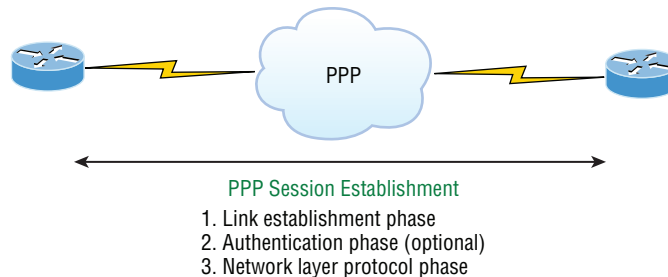 PPP
PPP Session Establishment
1. Link establishment phase
2. Authentication phase (optional)
3. Network layer protocol phase